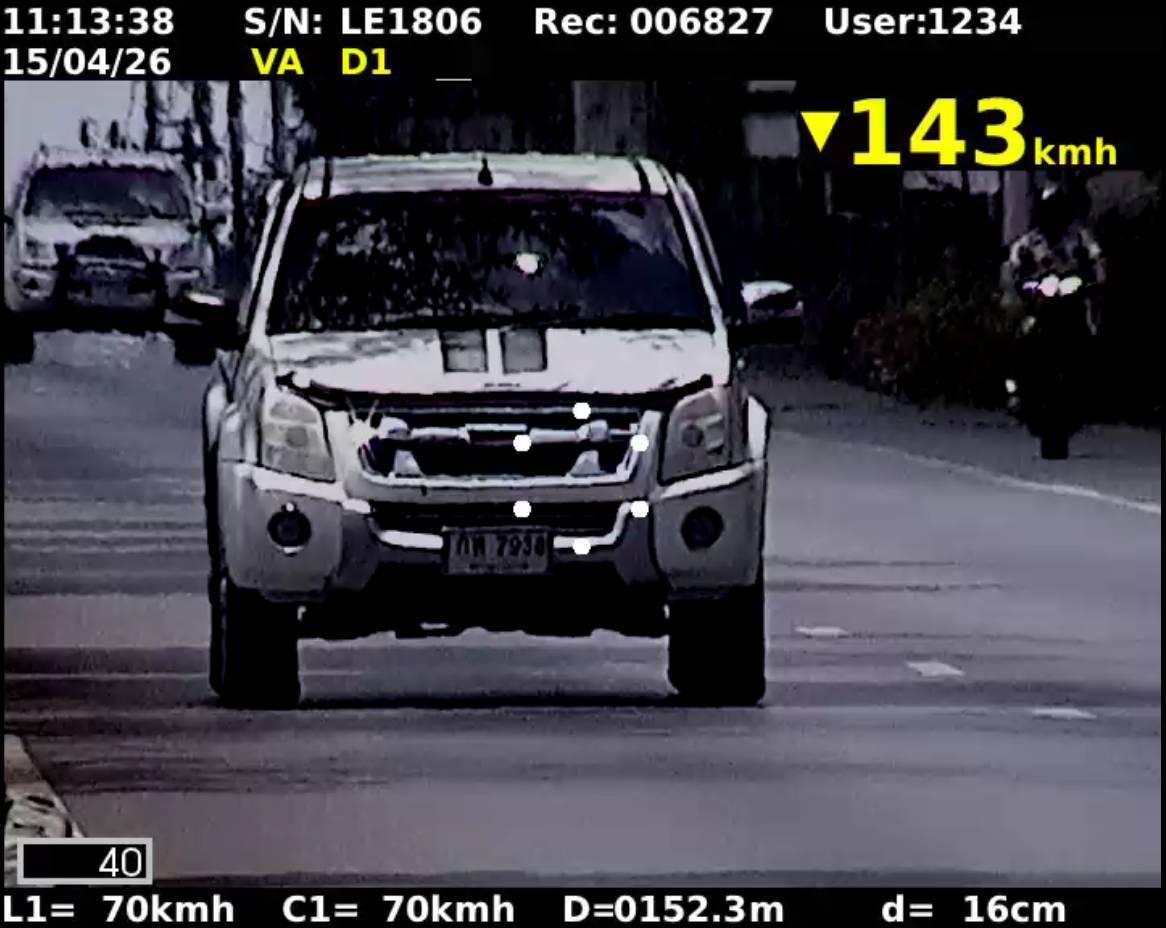 11:13:38 S/N: LE1806 Rec: 006827 User:1234
15/04/26 VA D1 _
▼143kmh
7938
40
L1= 70kmh C1= 70kmh D=0152.3m d= 16cm